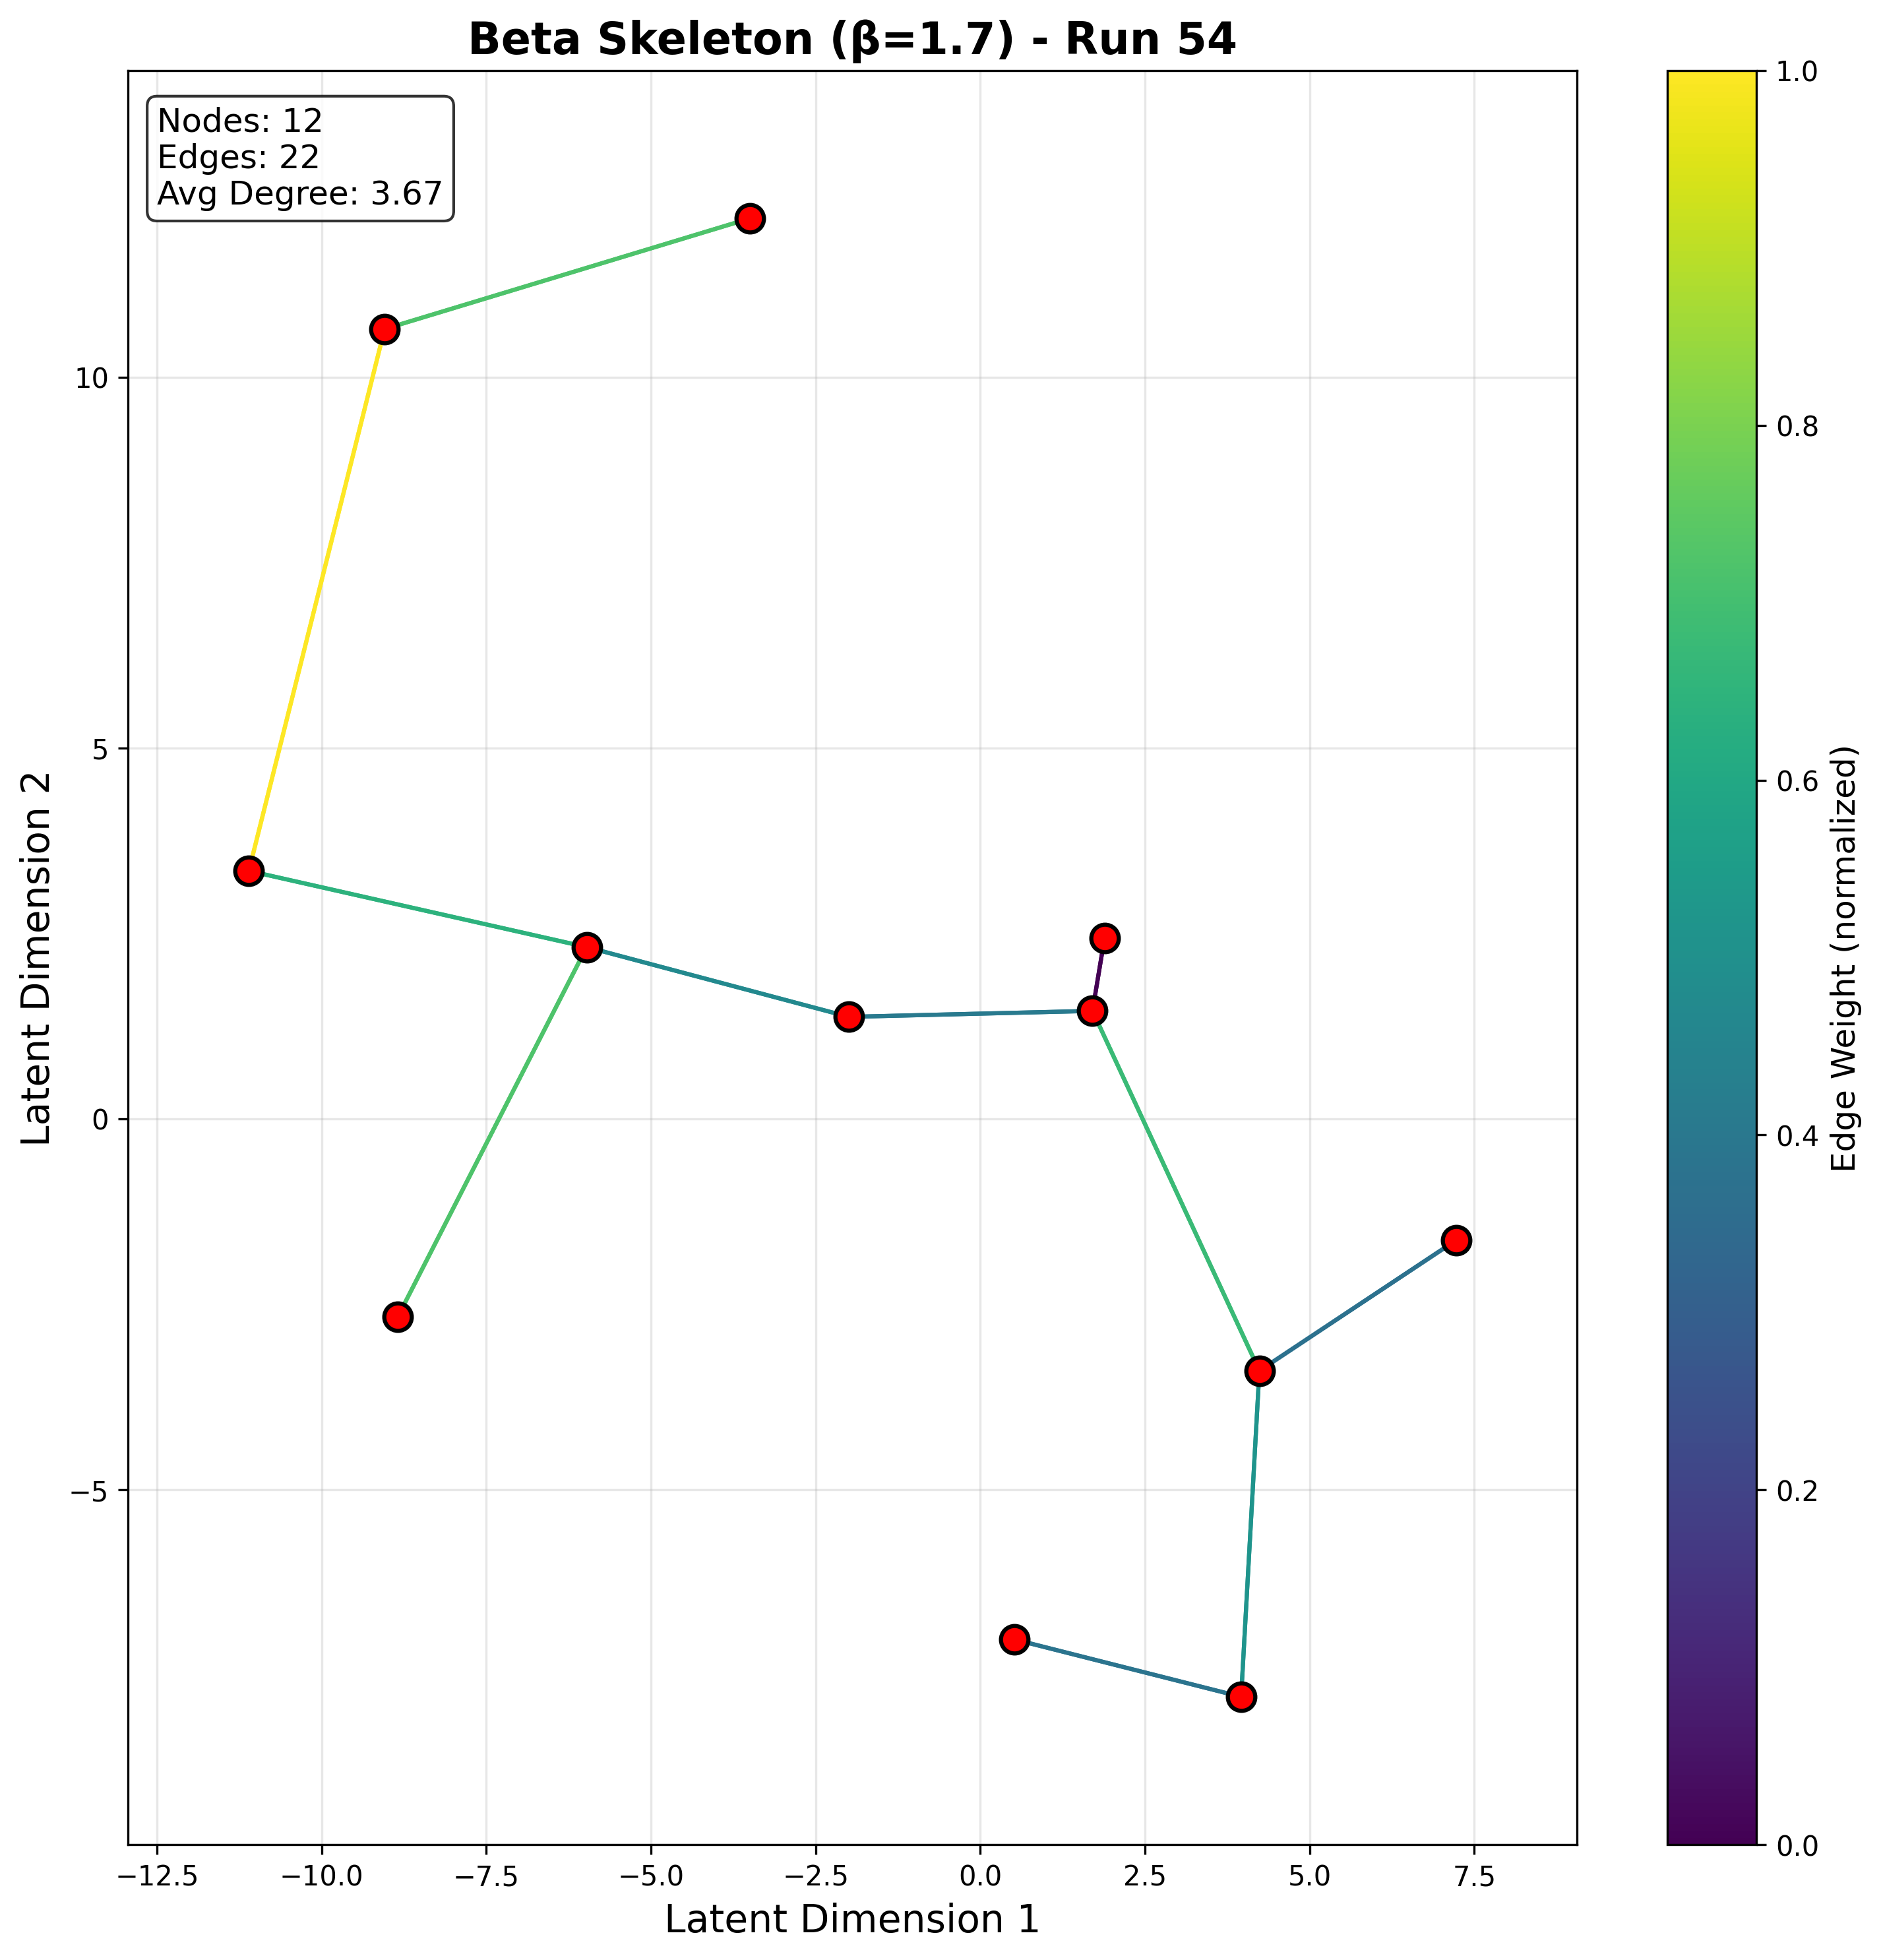 Beta Skeleton (β=1.7) - Run 54
Nodes: 12
Edges: 22
Avg Degree: 3.67
10
5
0
−5
Latent Dimension 2
−12.5
−10.0
−7.5
−5.0
−2.5
0.0
2.5
5.0
7.5
Latent Dimension 1
1.0
0.8
0.6
0.4
0.2
0.0
Edge Weight (normalized)